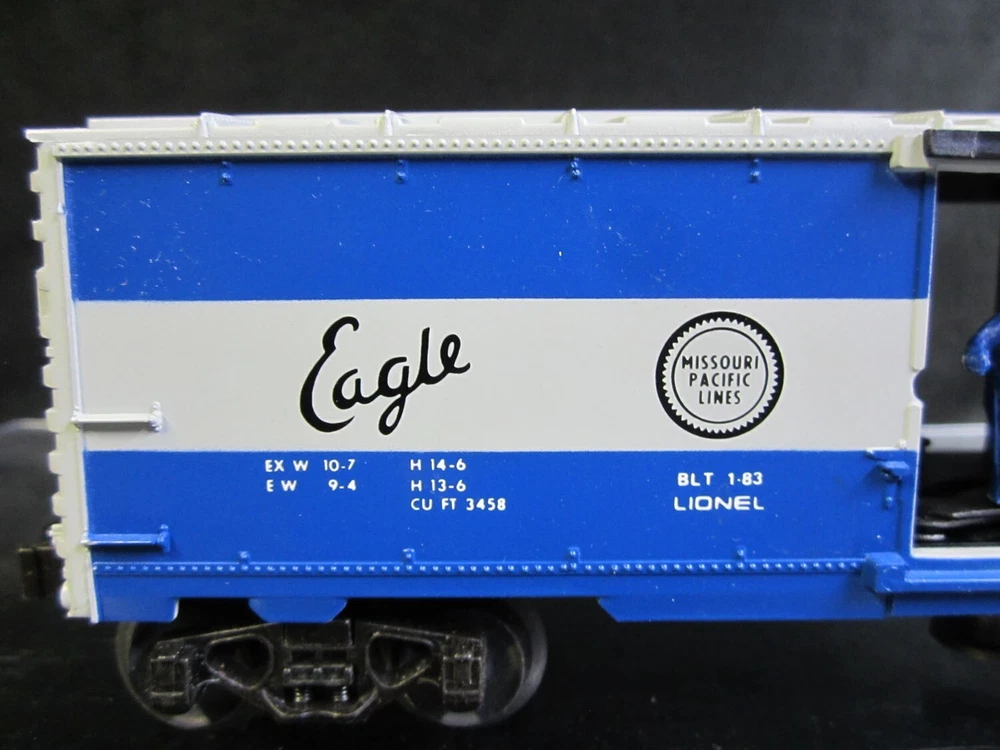 Eagle
MISSOURI
PACIFIC
LINES
EX W 10-7 H 14-6
E W 9-4 H 13-6
CU FT 3458
BLT 1-83
LIONEL